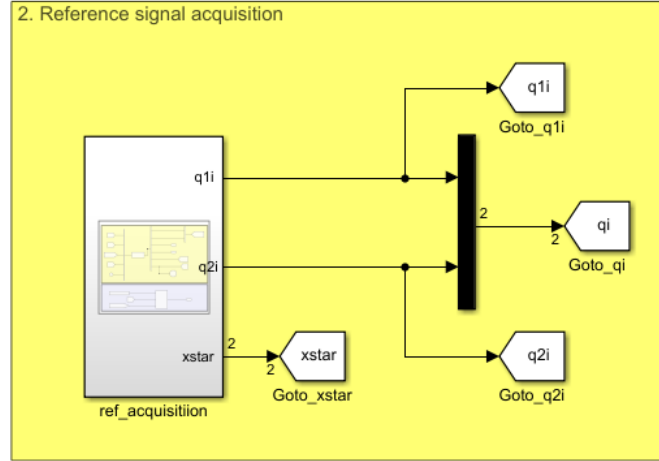 2. Reference signal acquisition
q1i
Goto_q1i
q1i
2
2
qi
Goto_qi
q2i
xstar
2
2
xstar
Goto_xstar
q2i
Goto_q2i
ref_acquisitiion